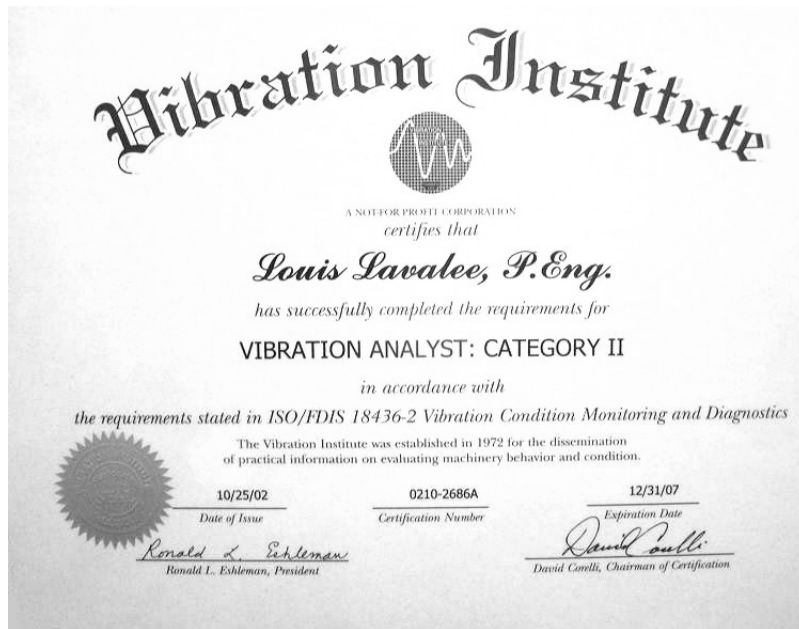 Vibration Institute
VIBRATION
A NOT-FOR PROFIT CORPORATION
certifies that
Louis Lavalee, P.Eng.
has successfully completed the requirements for
VIBRATION ANALYST: CATEGORY II
in accordance with
the requirements stated in ISO/FDIS 18436-2 Vibration Condition Monitoring and Diagnostics
The Vibration Institute was established in 1972 for the dissemination
of practical information on evaluating machinery behavior and condition.
10/25/02 0210-2686A 12/31/07
Date of Issue Certification Number Expiration Date
Ronald L. Eshleman David Corelli
Ronald L. Eshleman, President David Corelli, Chairman of Certification